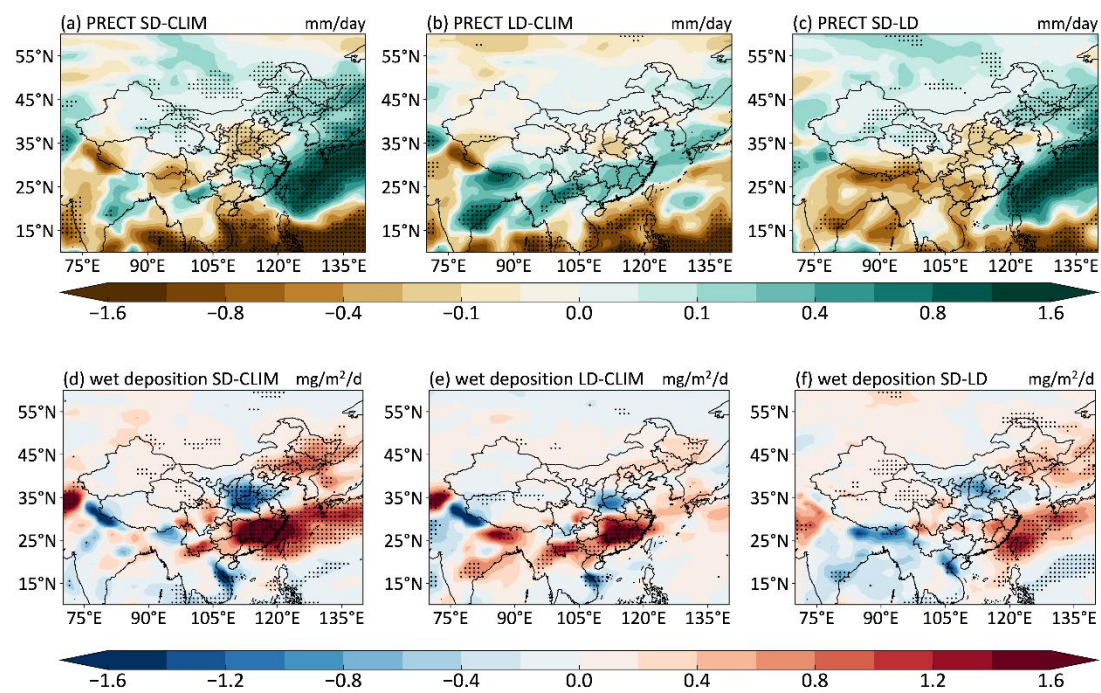 (a) PRECT SD-CLIM mm/day (b) PRECT LD-CLIM mm/day (c) PRECT SD-LD mm/day
55°N 55°N 55°N
45°N 45°N 45°N
35°N 35°N 35°N
25°N 25°N 25°N
15°N 15°N 15°N
75°E 90°E 105°E 120°E 135°E 75°E 90°E 105°E 120°E 135°E 75°E 90°E 105°E 120°E 135°E
−1.6 −0.8 −0.4 −0.1 0.0 0.1 0.4 0.8 1.6
(d) wet deposition SD-CLIM mg/m²/d (e) wet deposition LD-CLIM mg/m²/d (f) wet deposition SD-LD mg/m²/d
55°N 55°N 55°N
45°N 45°N 45°N
35°N 35°N 35°N
25°N 25°N 25°N
15°N 15°N 15°N
75°E 90°E 105°E 120°E 135°E 75°E 90°E 105°E 120°E 135°E 75°E 90°E 105°E 120°E 135°E
−1.6 −1.2 −0.8 −0.4 0.0 0.4 0.8 1.2 1.6